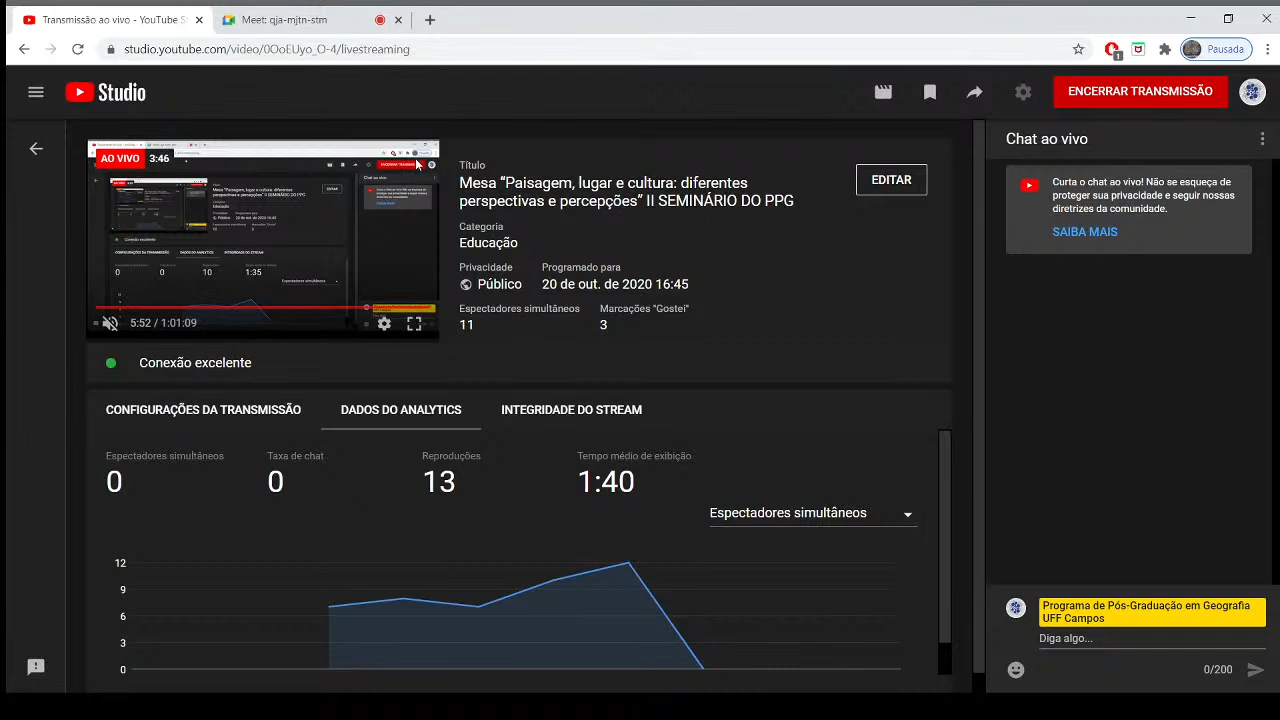 Transmissão ao vivo - YouTube S
Meet: qja-mjtn-stm
studio.youtube.com/video/0OoEUyo_O-4/livestreaming
1
Pausada
Studio
ENCERRAR TRANSMISSÃO
AO VIVO 3:46
5:52 / 1:01:09
Título
Mesa “Paisagem, lugar e cultura: diferentes
perspectivas e percepções” II SEMINÁRIO DO PPG
EDITAR
Categoria
Educação
Privacidade
Público
Programado para
20 de out. de 2020 16:45
Espectadores simultâneos
11
Marcações "Gostei"
3
Conexão excelente
CONFIGURAÇÕES DA TRANSMISSÃO
DADOS DO ANALYTICS
INTEGRIDADE DO STREAM
Espectadores simultâneos
0
Taxa de chat
0
Reproduções
13
Tempo médio de exibição
1:40
Espectadores simultâneos
12
9
6
3
0
Chat ao vivo
Curta o chat ao vivo! Não se esqueça de
proteger sua privacidade e seguir nossas
diretrizes da comunidade.
SAIBA MAIS
Programa de Pós-Graduação em Geografia
UFF Campos
Diga algo...
0/200